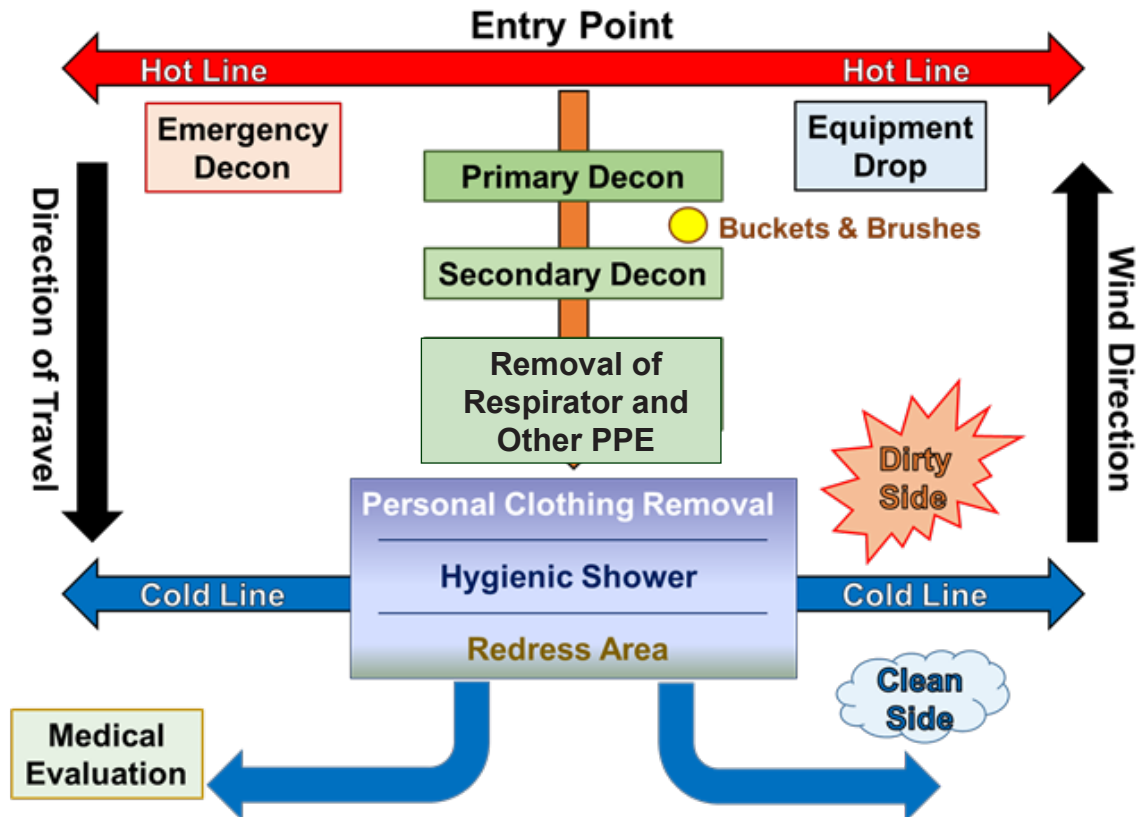 Entry Point
Hot Line
Hot Line
Emergency
Decon
Equipment
Drop
Primary Decon
Buckets & Brushes
Secondary Decon
Direction of Travel
Wind Direction
Removal of
Respirator and
Other PPE
Dirty
Side
Personal Clothing Removal
Hygienic Shower
Cold Line
Cold Line
Redress Area
Clean
Side
Medical
Evaluation